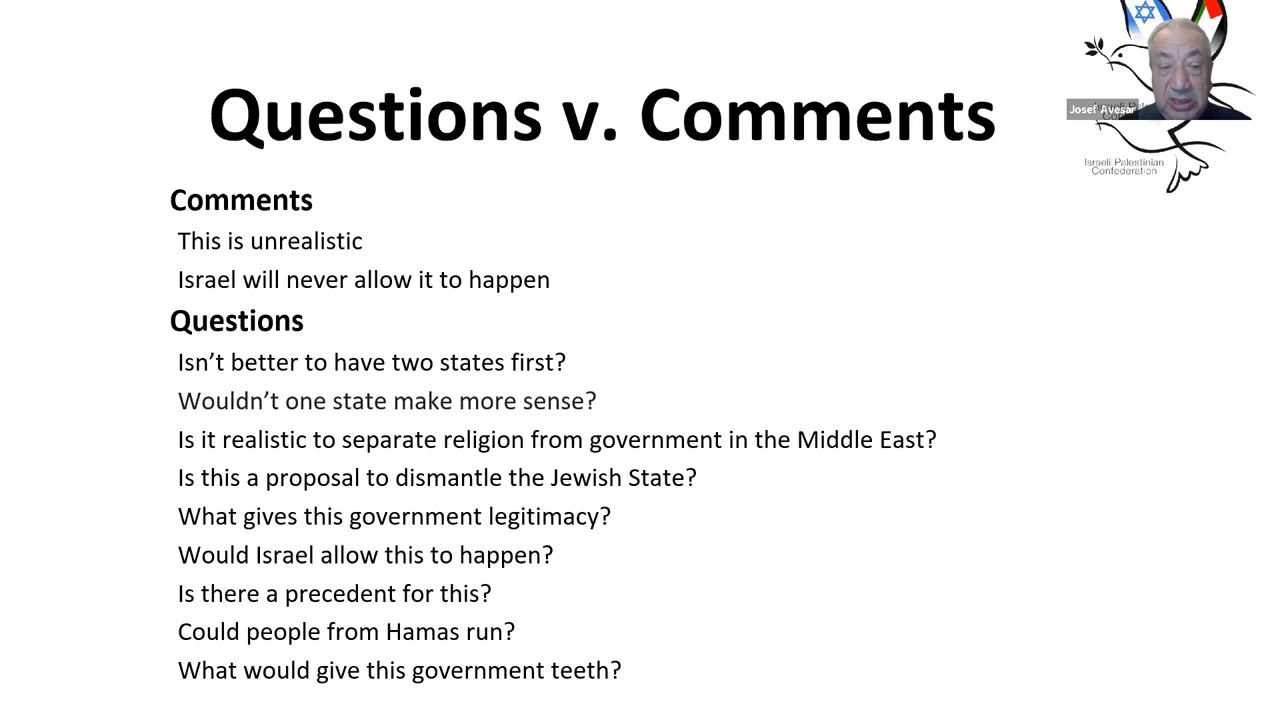 Questions v. Comments
Josef Avesar
Israeli Palestinian
Confederation
Comments
This is unrealistic
Israel will never allow it to happen
Questions
Isn’t better to have two states first?
Wouldn’t one state make more sense?
Is it realistic to separate religion from government in the Middle East?
Is this a proposal to dismantle the Jewish State?
What gives this government legitimacy?
Would Israel allow this to happen?
Is there a precedent for this?
Could people from Hamas run?
What would give this government teeth?